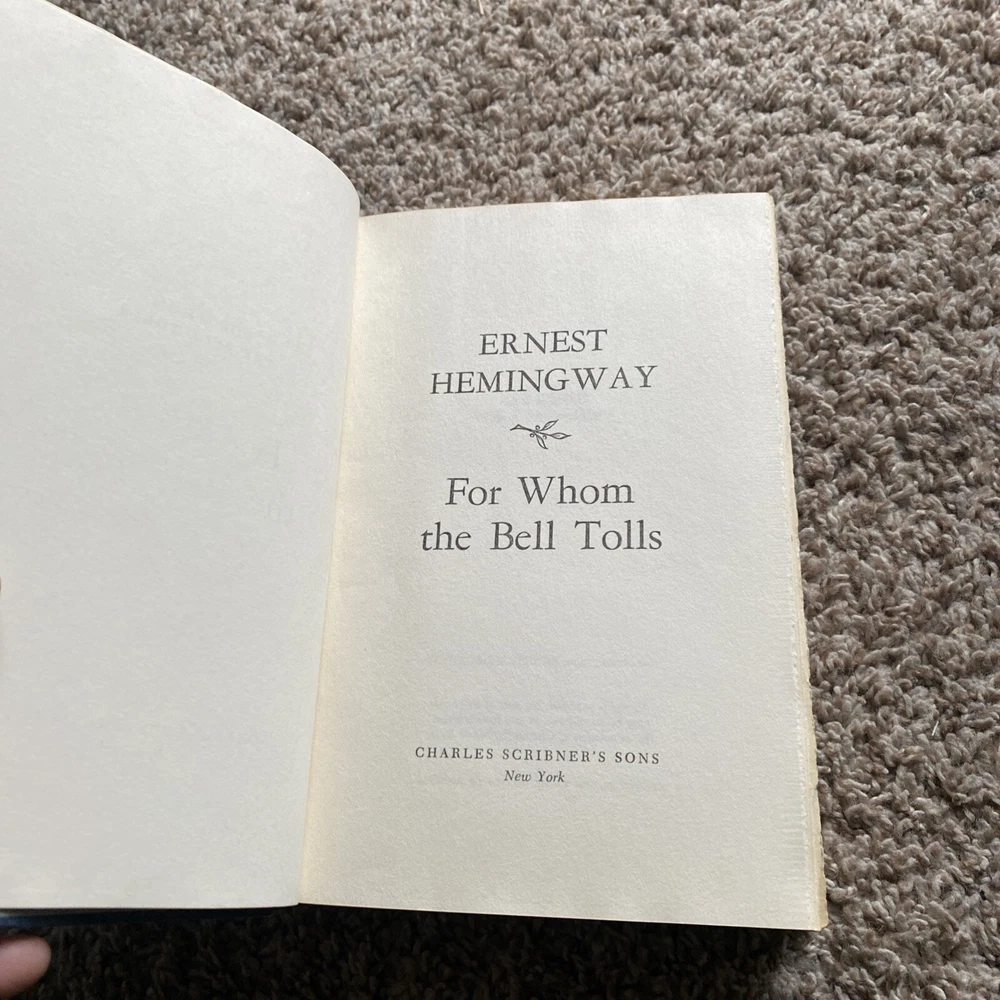 ERNEST
HEMINGWAY
For Whom
the Bell Tolls
CHARLES SCRIBNER'S SONS
New York